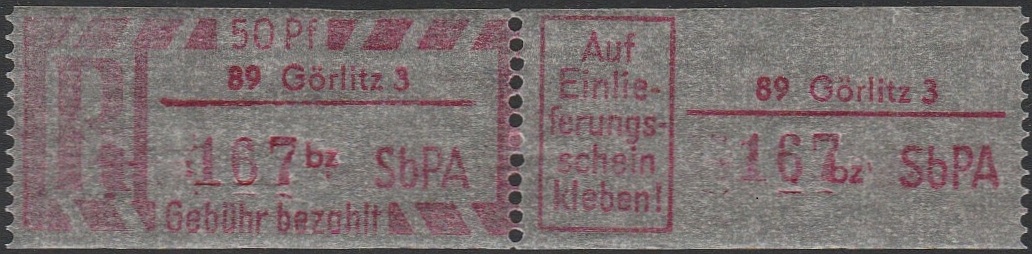 50 Pf
R
89 Görlitz 3
167 bz SbPA
Gebühr bezahlt
Auf
Einlie-
ferungs-
schein
kleben!
89 Görlitz 3
167 bz SbPA